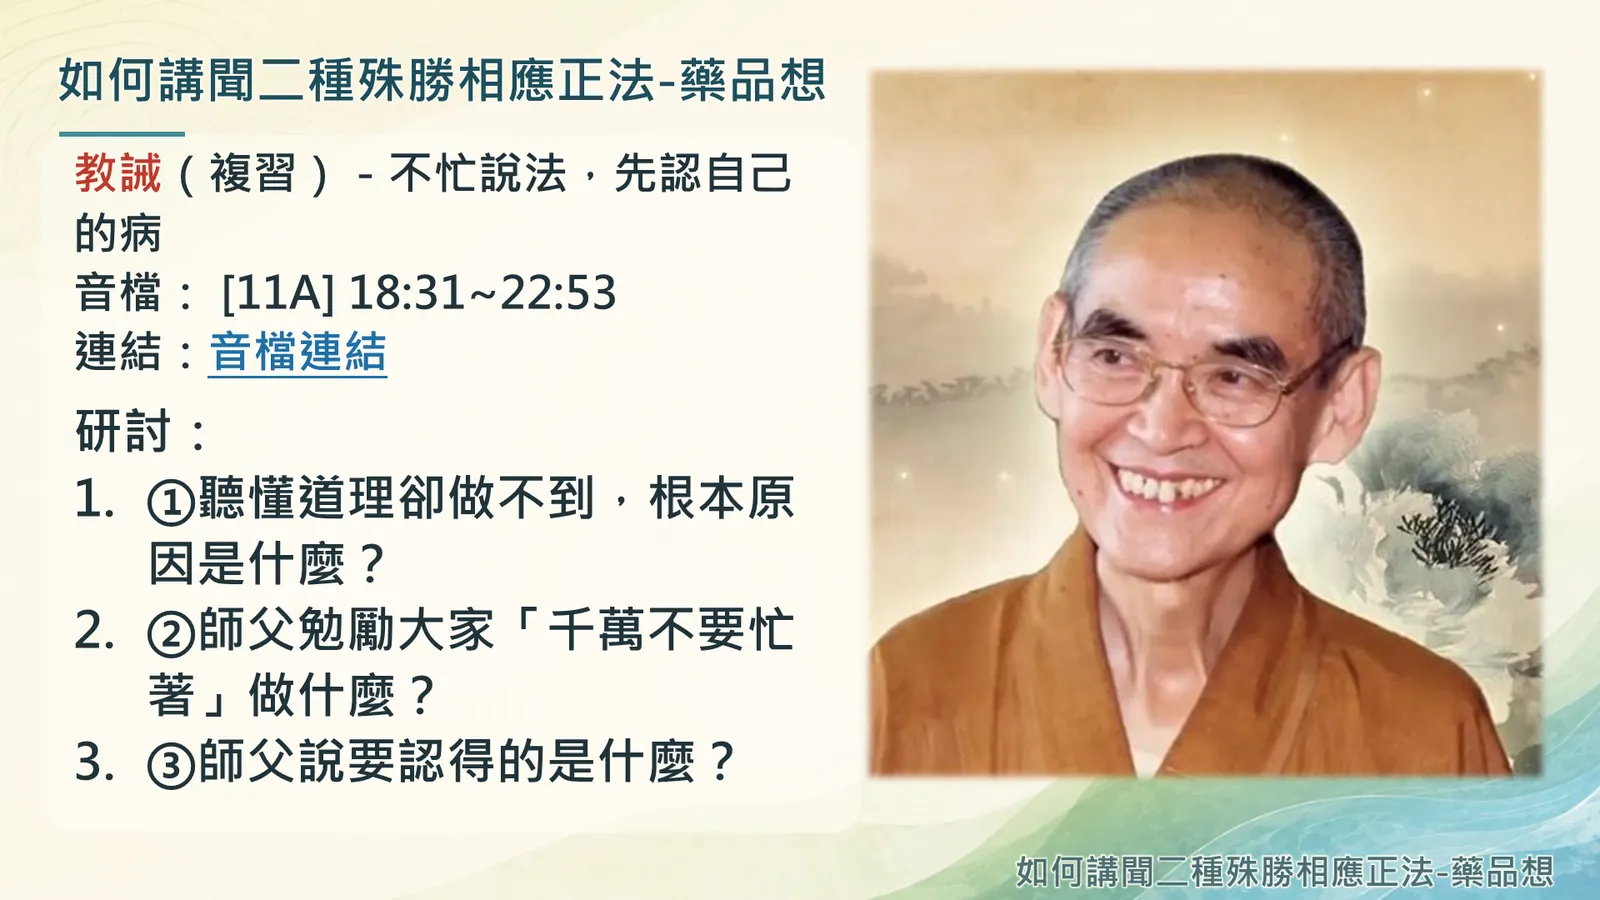 如何講聞二種殊勝相應正法-藥品想
教誡（複習）- 不忙說法，先認自己
的病
音檔： [11A] 18:31~22:53
連結：音檔連結
研討：
1. ①聽懂道理卻做不到，根本原
因是什麼？
2. ②師父勉勵大家「千萬不要忙
著」做什麼？
3. ③師父說要認得的是什麼？
如何講聞二種殊勝相應正法-藥品想